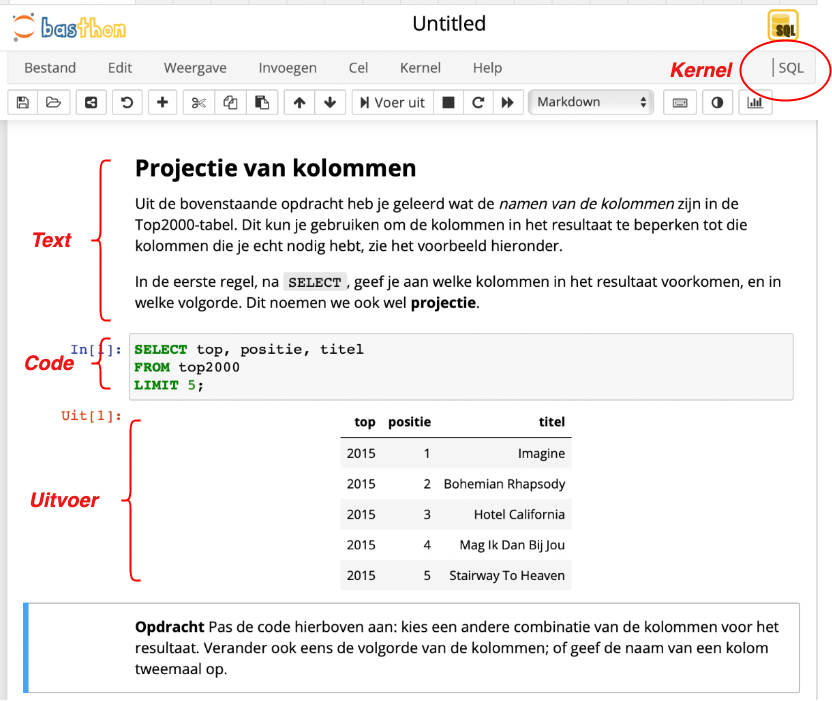 basthon
Untitled
SQL
Bestand Edit Weergave Invoegen Cel Kernel Help Kernel | SQL
Voer uit Markdown
Projectie van kolommen
Uit de bovenstaande opdracht heb je geleerd wat de namen van de kolommen zijn in de
Top2000-tabel. Dit kun je gebruiken om de kolommen in het resultaat te beperken tot die
kolommen die je echt nodig hebt, zie het voorbeeld hieronder.
Text
In de eerste regel, na SELECT, geef je aan welke kolommen in het resultaat voorkomen, en in
welke volgorde. Dit noemen we ook wel projectie.
In[1]: SELECT top, positie, titel
Code
FROM top2000
LIMIT 5;
Uit[1]:
top positie titel
2015 1 Imagine
2015 2 Bohemian Rhapsody
Uitvoer
2015 3 Hotel California
2015 4 Mag Ik Dan Bij Jou
2015 5 Stairway To Heaven
Opdracht Pas de code hierboven aan: kies een andere combinatie van de kolommen voor het
resultaat. Verander ook eens de volgorde van de kolommen; of geef de naam van een kolom
tweemaal op.